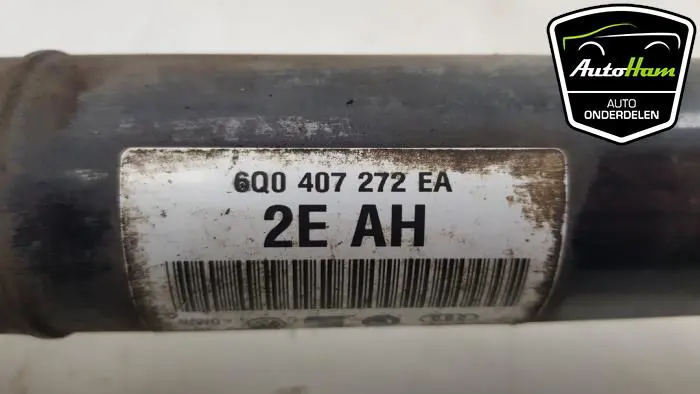 AutoHam
AUTO
ONDERDELEN
6Q0 407 272 EA
2E AH